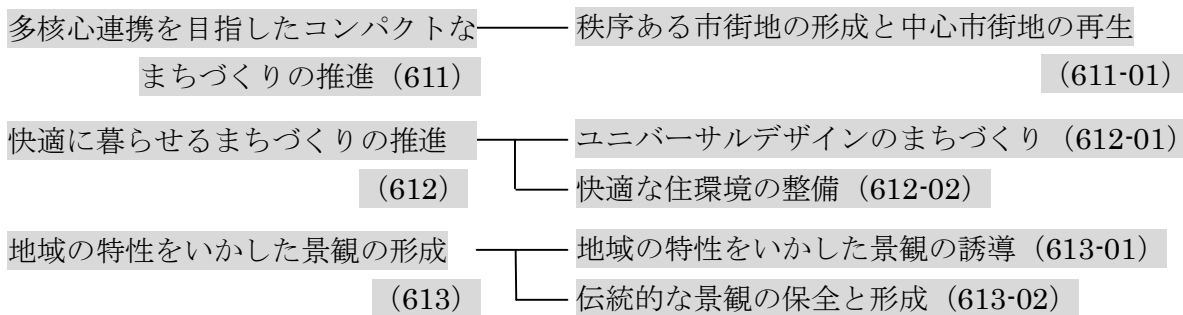 多核心連携を目指したコンパクトな
まちづくりの推進（611）
秩序ある市街地の形成と中心市街地の再生
（611-01）
快適に暮らせるまちづくりの推進
（612）
ユニバーサルデザインのまちづくり（612-01）
快適な住環境の整備（612-02）
地域の特性をいかした景観の形成
（613）
地域の特性をいかした景観の誘導（613-01）
伝統的な景観の保全と形成（613-02）